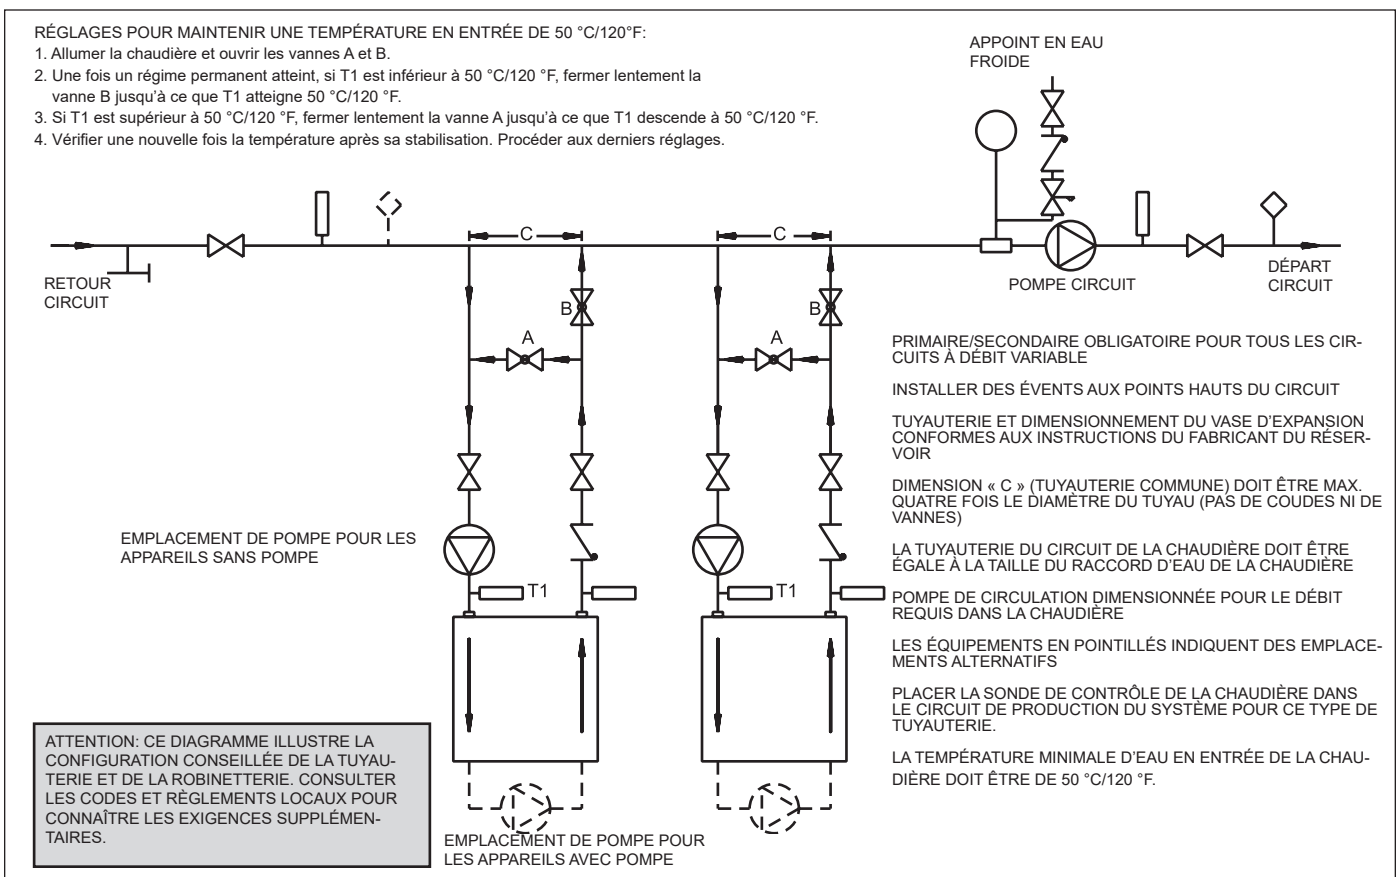 RÉGLAGES POUR MAINTENIR UNE TEMPÉRATURE EN ENTRÉE DE 50 °C/120°F:
1. Allumer la chaudière et ouvrir les vannes A et B.
2. Une fois un régime permanent atteint, si T1 est inférieur à 50 °C/120 °F, fermer lentement la
vanne B jusqu'à ce que T1 atteigne 50 °C/120 °F.
3. Si T1 est supérieur à 50 °C/120 °F, fermer lentement la vanne A jusqu'à ce que T1 descende à 50 °C/120 °F.
4. Vérifier une nouvelle fois la température après sa stabilisation. Procéder aux derniers réglages.
APPOINT EN EAU
FROIDE
C
C
RETOUR
CIRCUIT
POMPE CIRCUIT
DÉPART
CIRCUIT
B
B
A
A
PRIMAIRE/SECONDAIRE OBLIGATOIRE POUR TOUS LES CIR-
CUITS À DÉBIT VARIABLE
INSTALLER DES ÉVENTS AUX POINTS HAUTS DU CIRCUIT
TUYAUTERIE ET DIMENSIONNEMENT DU VASE D'EXPANSION
CONFORMES AUX INSTRUCTIONS DU FABRICANT DU RÉSER-
VOIR
DIMENSION « C » (TUYAUTERIE COMMUNE) DOIT ÊTRE MAX.
QUATRE FOIS LE DIAMÈTRE DU TUYAU (PAS DE COUDES NI DE
VANNES)
LA TUYAUTERIE DU CIRCUIT DE LA CHAUDIÈRE DOIT ÊTRE
ÉGALE À LA TAILLE DU RACCORD D'EAU DE LA CHAUDIÈRE
POMPE DE CIRCULATION DIMENSIONNÉE POUR LE DÉBIT
REQUIS DANS LA CHAUDIÈRE
LES ÉQUIPEMENTS EN POINTILLÉS INDIQUENT DES EMPLACE-
MENTS ALTERNATIFS
PLACER LA SONDE DE CONTRÔLE DE LA CHAUDIÈRE DANS
LE CIRCUIT DE PRODUCTION DU SYSTÈME POUR CE TYPE DE
TUYAUTERIE.
LA TEMPÉRATURE MINIMALE D'EAU EN ENTRÉE DE LA CHAU-
DIÈRE DOIT ÊTRE DE 50 °C/120 °F.
EMPLACEMENT DE POMPE POUR LES
APPAREILS SANS POMPE
T1
T1
ATTENTION: CE DIAGRAMME ILLUSTRE LA
CONFIGURATION CONSEILLÉE DE LA TUYAU-
TERIE ET DE LA ROBINETTERIE. CONSULTER
LES CODES ET RÈGLEMENTS LOCAUX POUR
CONNAÎTRE LES EXIGENCES SUPPLÉMEN-
TAIRES.
EMPLACEMENT DE POMPE POUR
LES APPAREILS AVEC POMPE